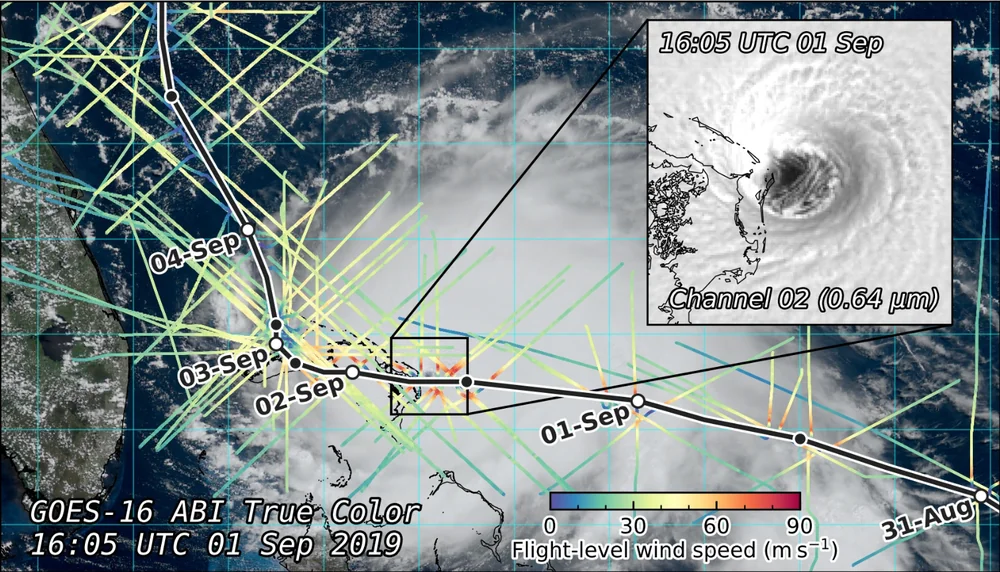 16:05 UTC 01 Sep
Channel 02 (0.64 μm)
04-Sep
03-Sep
02-Sep
01-Sep
31-Aug
GOES-16 ABI True Color
16:05 UTC 01 Sep 2019
0 30 60 90
Flight-level wind speed (m s⁻¹)